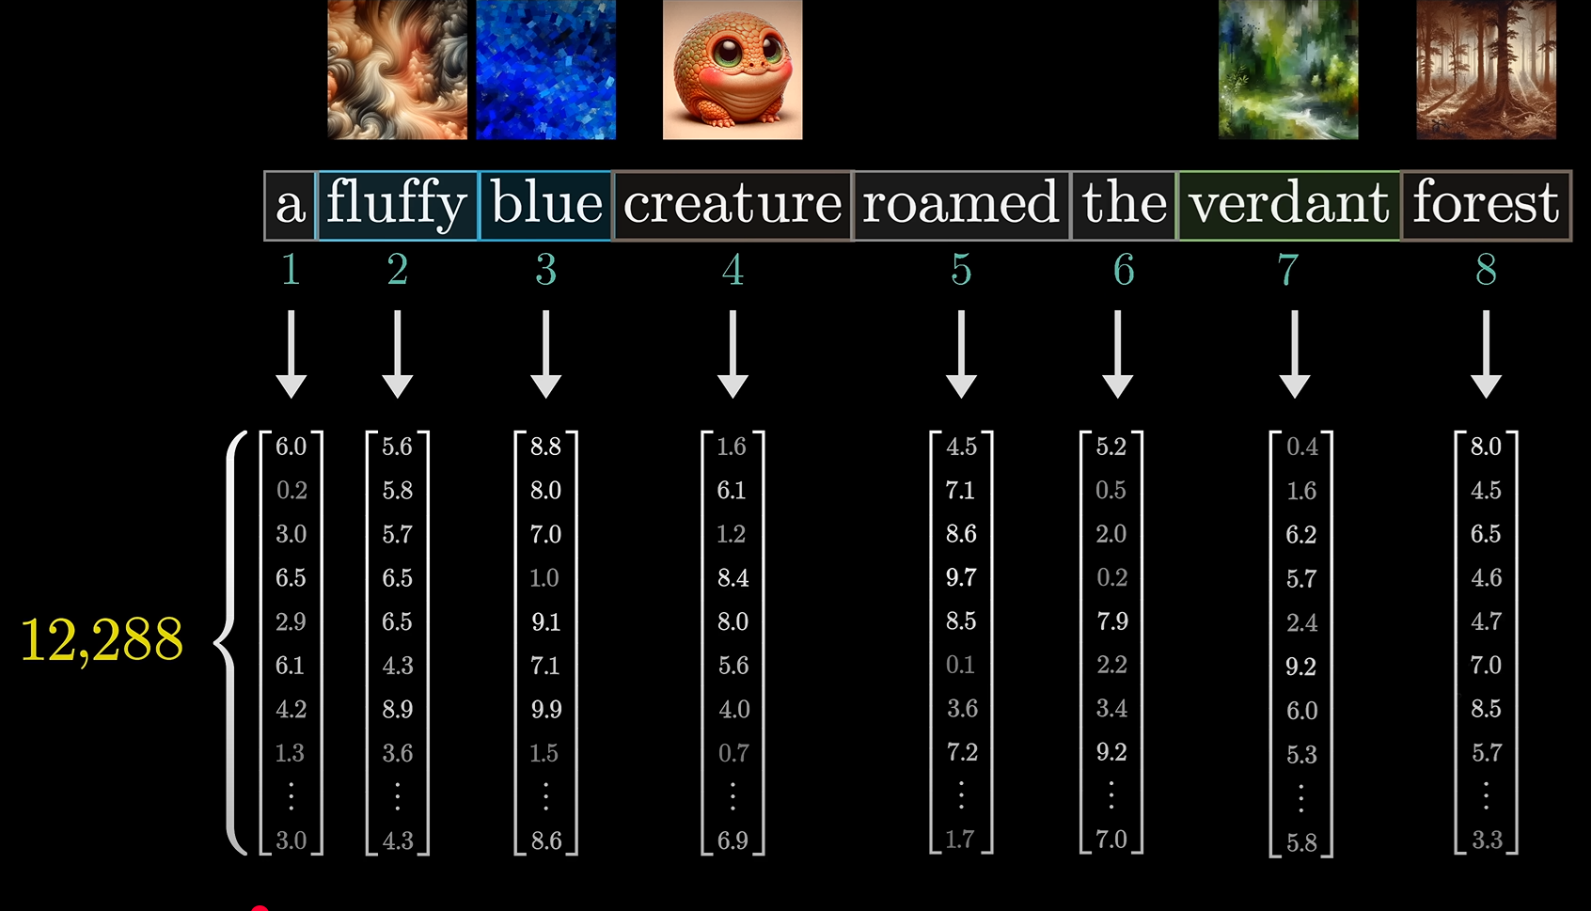 a fluffy blue creature roamed the verdant forest
1 2 3 4 5 6 7 8
6.0 5.6 8.8 1.6 4.5 5.2 0.4 8.0
0.2 5.8 8.0 6.1 7.1 0.5 1.6 4.5
3.0 5.7 7.0 1.2 8.6 2.0 6.2 6.5
6.5 6.5 1.0 8.4 9.7 0.2 5.7 4.6
2.9 6.5 9.1 8.0 8.5 7.9 2.4 4.7
12,288
6.1 4.3 7.1 5.6 0.1 2.2 9.2 7.0
4.2 8.9 9.9 4.0 3.6 3.4 6.0 8.5
1.3 3.6 1.5 0.7 7.2 9.2 5.3 5.7
⋮ ⋮ ⋮ ⋮ ⋮ ⋮ ⋮ ⋮
3.0 4.3 8.6 6.9 1.7 7.0 5.8 3.3